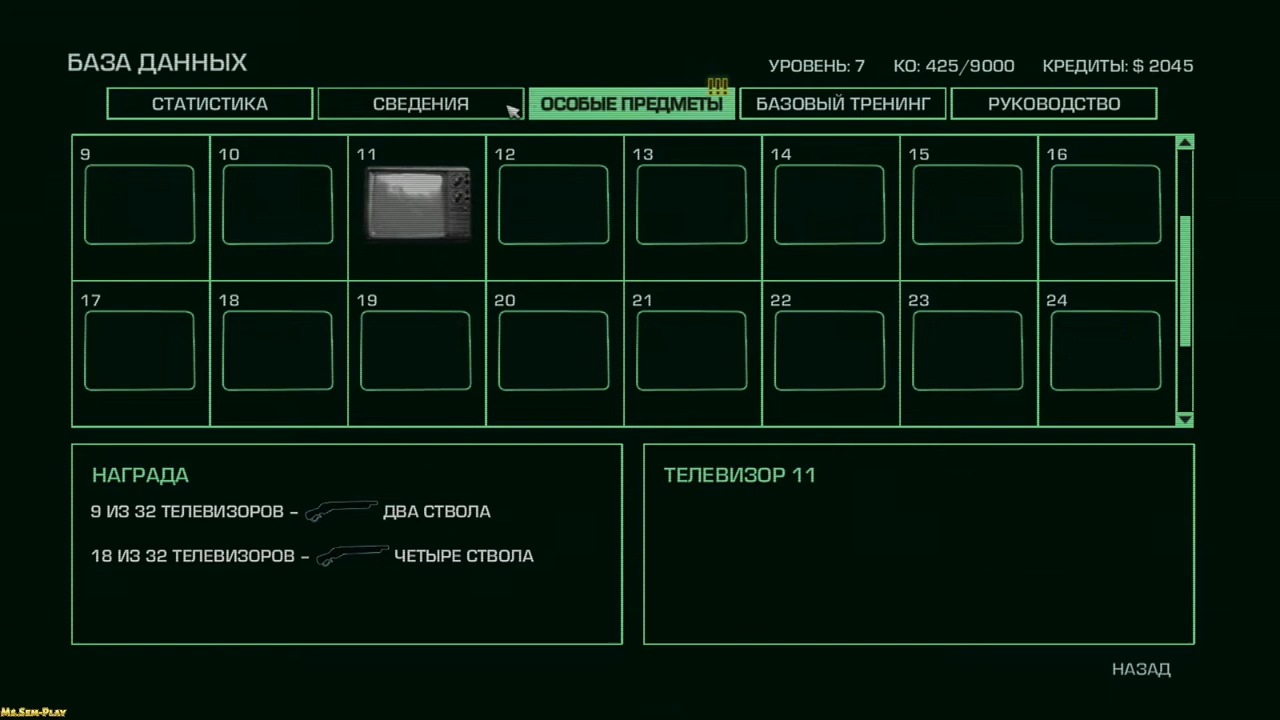 БАЗА ДАННЫХ
УРОВЕНЬ: 7 КО: 425/9000 КРЕДИТЫ: $ 2045
СТАТИСТИКА СВЕДЕНИЯ ОСОБЫЕ ПРЕДМЕТЫ !!! БАЗОВЫЙ ТРЕНИНГ РУКОВОДСТВО
9 10 11 12 13 14 15 16
17 18 19 20 21 22 23 24
НАГРАДА
9 ИЗ 32 ТЕЛЕВИЗОРОВ – ДВА СТВОЛА
18 ИЗ 32 ТЕЛЕВИЗОРОВ – ЧЕТЫРЕ СТВОЛА
ТЕЛЕВИЗОР 11
НАЗАД
Ms.Sem-Play